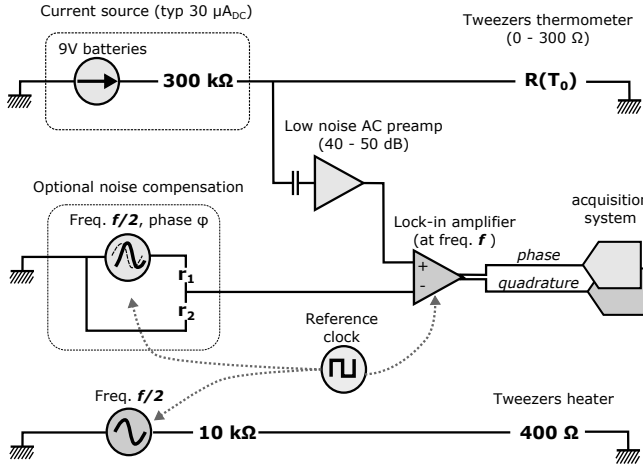 Current source (typ 30 µA_DC)
9V batteries
300 kΩ
Tweezers thermometer
(0 - 300 Ω)
R(T₀)
Low noise AC preamp
(40 - 50 dB)
Optional noise compensation
Freq. f/2, phase φ
r₁
r₂
Lock-in amplifier
(at freq. f )
+
-
phase
quadrature
acquisition
system
Reference
clock
Freq. f/2
10 kΩ
Tweezers heater
400 Ω